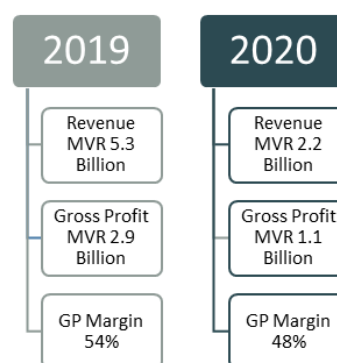 2019
Revenue
MVR 5.3
Billion
Gross Profit
MVR 2.9
Billion
GP Margin
54%
2020
Revenue
MVR 2.2
Billion
Gross Profit
MVR 1.1
Billion
GP Margin
48%